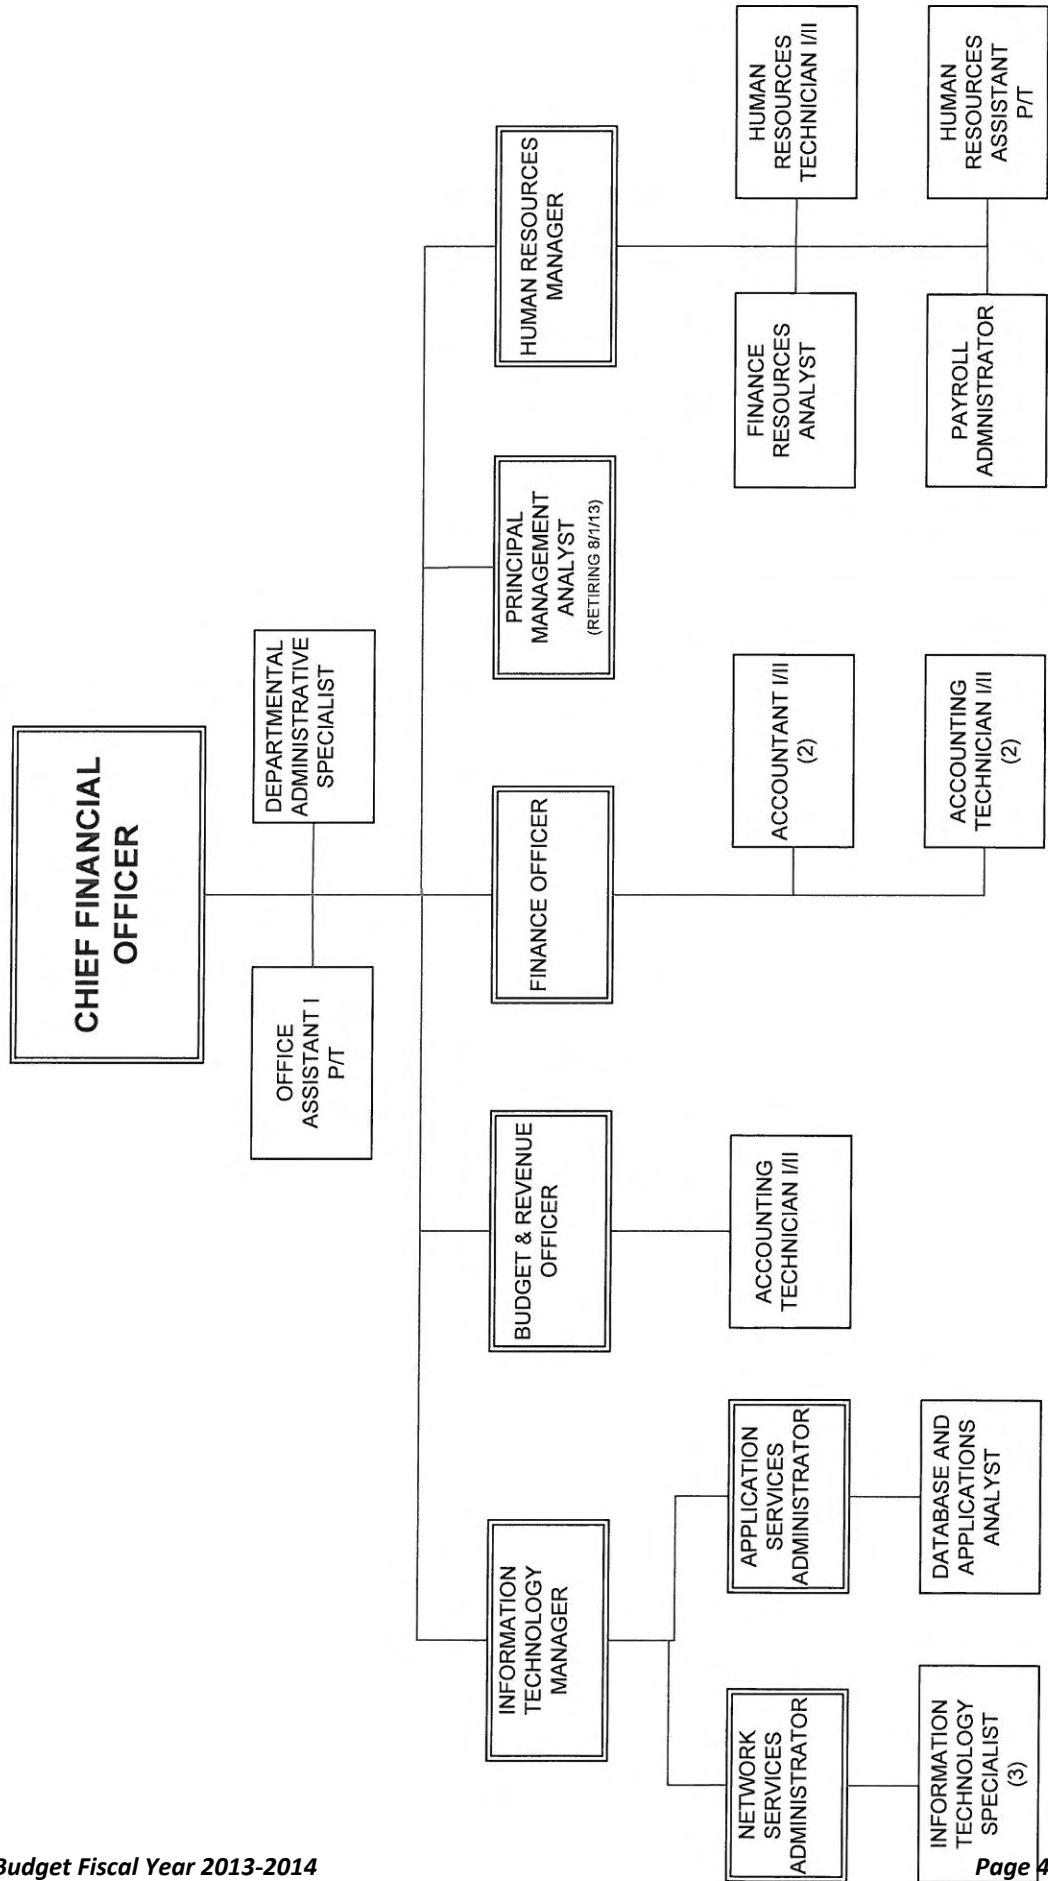 CHIEF FINANCIAL
OFFICER
OFFICE
ASSISTANT I
P/T
DEPARTMENTAL
ADMINISTRATIVE
SPECIALIST
INFORMATION
TECHNOLOGY
MANAGER
BUDGET & REVENUE
OFFICER
FINANCE OFFICER
PRINCIPAL
MANAGEMENT
ANALYST
(RETIRING 8/1/13)
HUMAN RESOURCES
MANAGER
NETWORK
SERVICES
ADMINISTRATOR
APPLICATION
SERVICES
ADMINISTRATOR
ACCOUNTING
TECHNICIAN I/II
ACCOUNTANT I/II
(2)
FINANCE
RESOURCES
ANALYST
HUMAN
RESOURCES
TECHNICIAN I/II
INFORMATION
TECHNOLOGY
SPECIALIST
(3)
DATABASE AND
APPLICATIONS
ANALYST
ACCOUNTING
TECHNICIAN I/II
(2)
PAYROLL
ADMNISTRATOR
HUMAN
RESOURCES
ASSISTANT
P/T
Budget Fiscal Year 2013-2014
Page 4